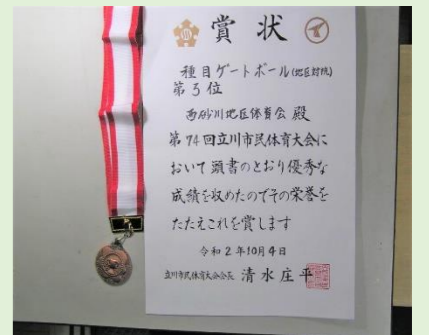 賞状
種目ゲートボール(地区対抗)
第3位
西砂川地区体育会 殿
第74回立川市民体育大会に
おいて頭書のとおり優秀な
成績を収めたのでその栄誉を
たたえこれを賞します
令和2年10月4日
立川市民体育大会会長 清水庄平